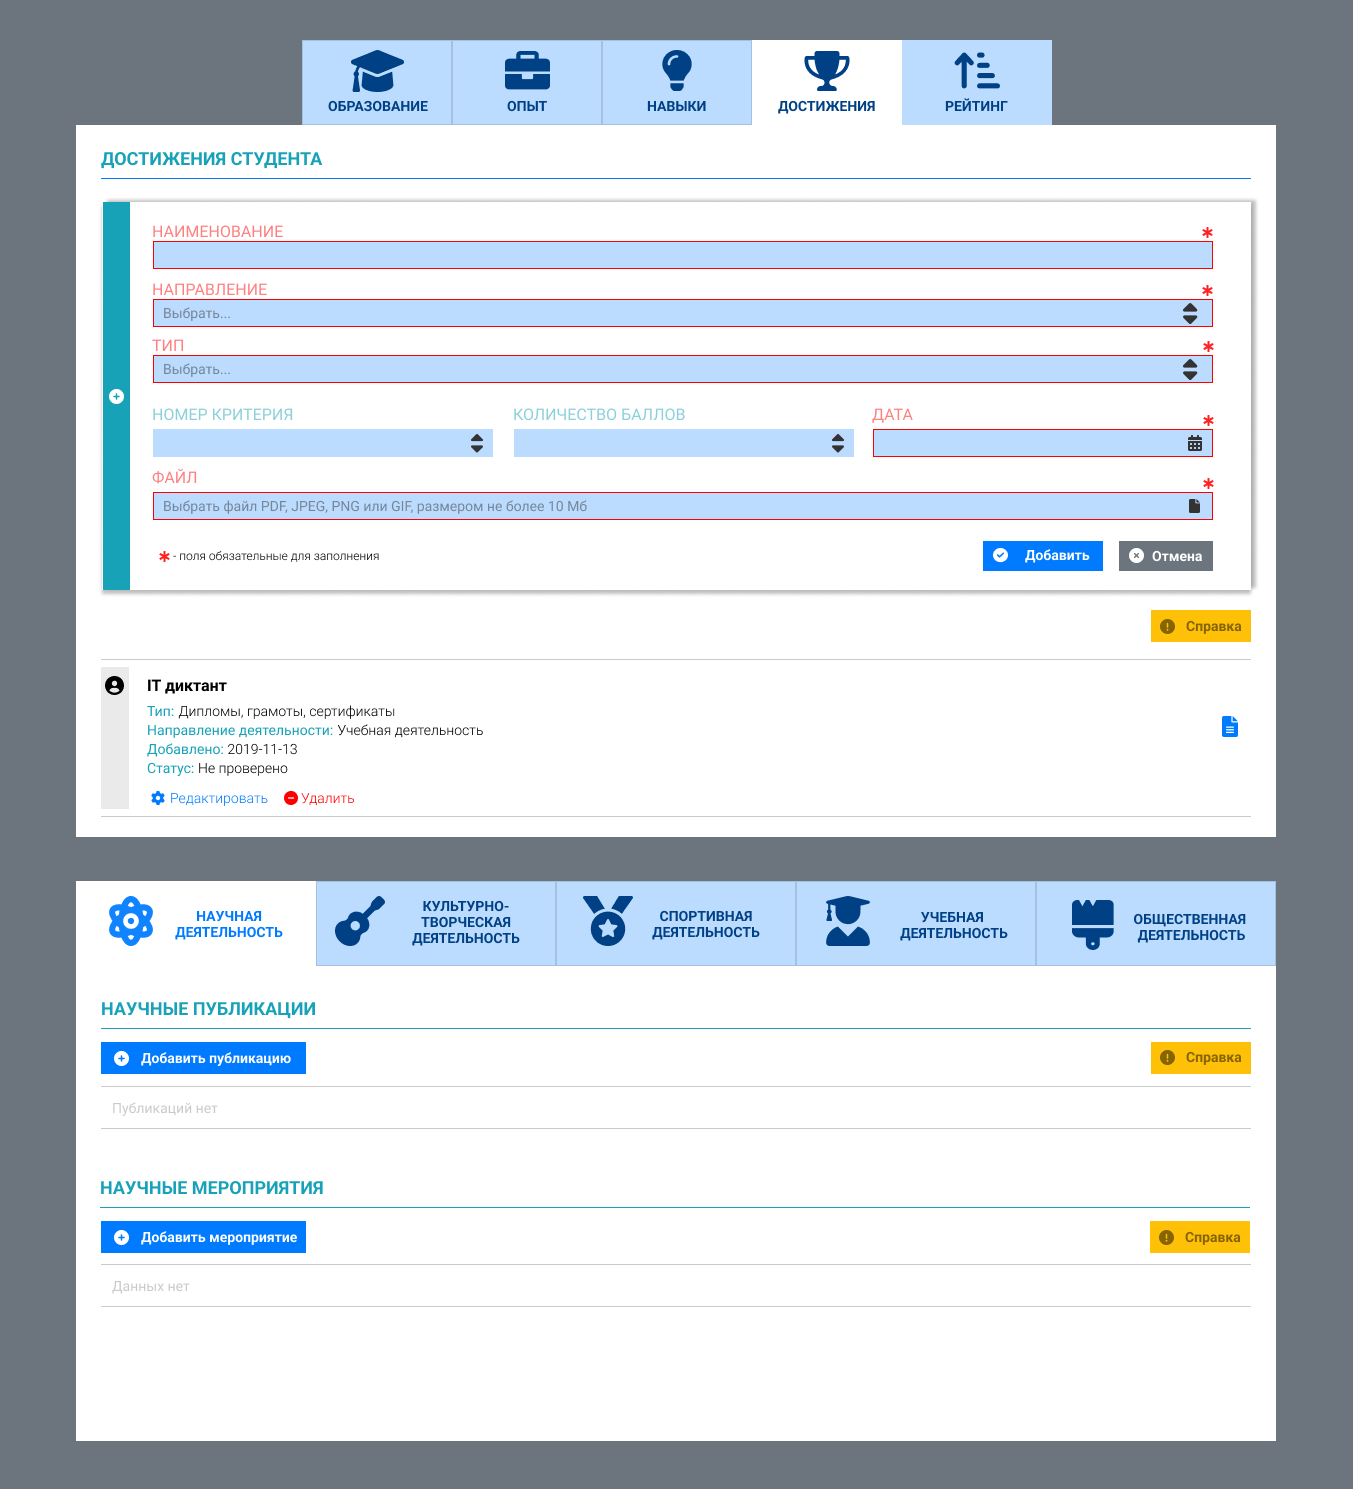 ОБРАЗОВАНИЕ
ОПЫТ
НАВЫКИ
ДОСТИЖЕНИЯ
РЕЙТИНГ
ДОСТИЖЕНИЯ СТУДЕНТА
НАИМЕНОВАНИЕ *
НАПРАВЛЕНИЕ *
Выбрать...
ТИП *
Выбрать...
НОМЕР КРИТЕРИЯ
КОЛИЧЕСТВО БАЛЛОВ
ДАТА *
ФАЙЛ *
Выбрать файл PDF, JPEG, PNG или GIF, размером не более 10 Мб
* - поля обязательные для заполнения
Добавить
Отмена
Справка
IT диктант
Тип: Дипломы, грамоты, сертификаты
Направление деятельности: Учебная деятельность
Добавлено: 2019-11-13
Статус: Не проверено
Редактировать
Удалить
НАУЧНАЯ
ДЕЯТЕЛЬНОСТЬ
КУЛЬТУРНО-
ТВОРЧЕСКАЯ
ДЕЯТЕЛЬНОСТЬ
СПОРТИВНАЯ
ДЕЯТЕЛЬНОСТЬ
УЧЕБНАЯ
ДЕЯТЕЛЬНОСТЬ
ОБЩЕСТВЕННАЯ
ДЕЯТЕЛЬНОСТЬ
НАУЧНЫЕ ПУБЛИКАЦИИ
Добавить публикацию
Справка
Публикаций нет
НАУЧНЫЕ МЕРОПРИЯТИЯ
Добавить мероприятие
Справка
Данных нет